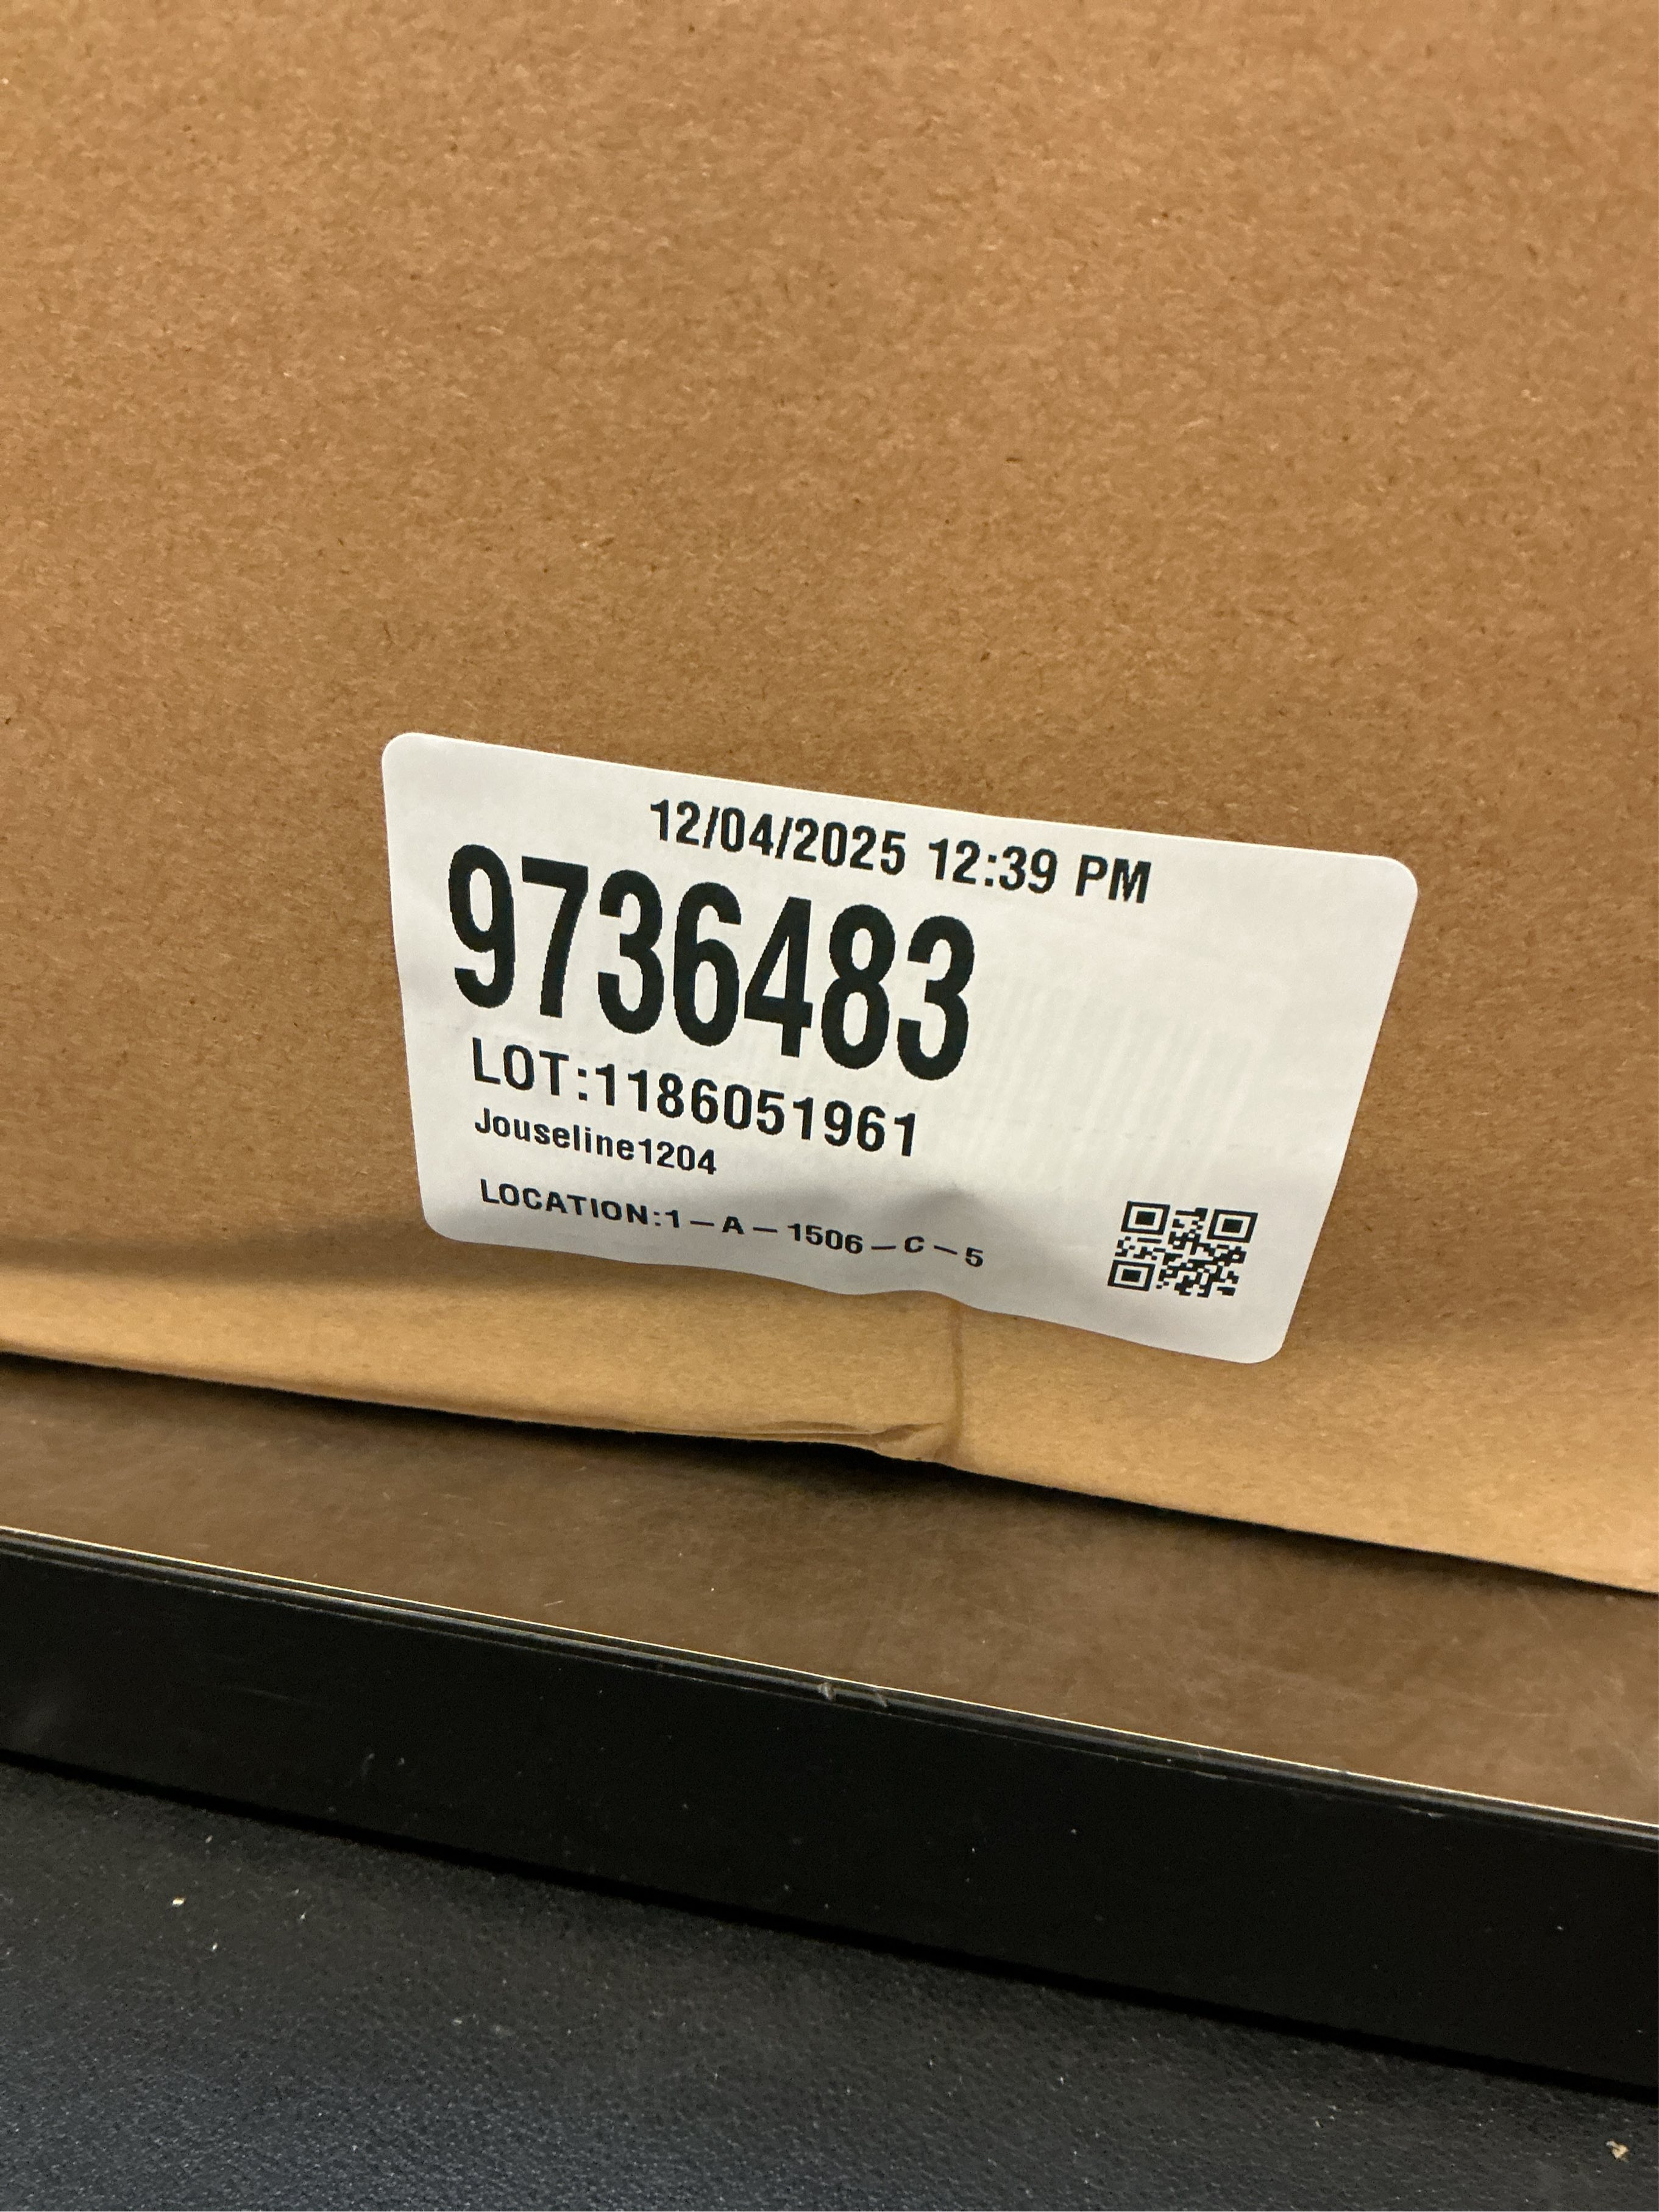 12/04/2025 12:39 PM
9736483
LOT:1186051961
Jouseline1204
LOCATION:1-A-1506-C-5